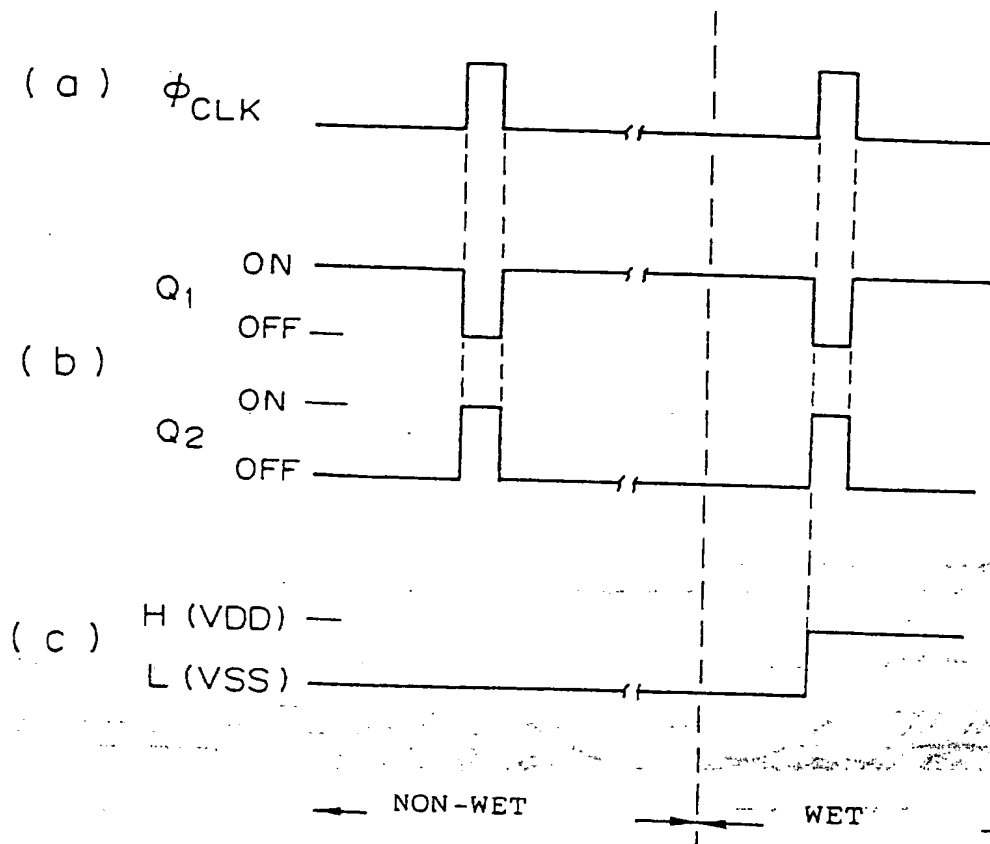 (a) ϕCLK
ON
Q1
OFF
(b)
ON
Q2
OFF
H (VDD)
(c)
L (VSS)
NON-WET
WET